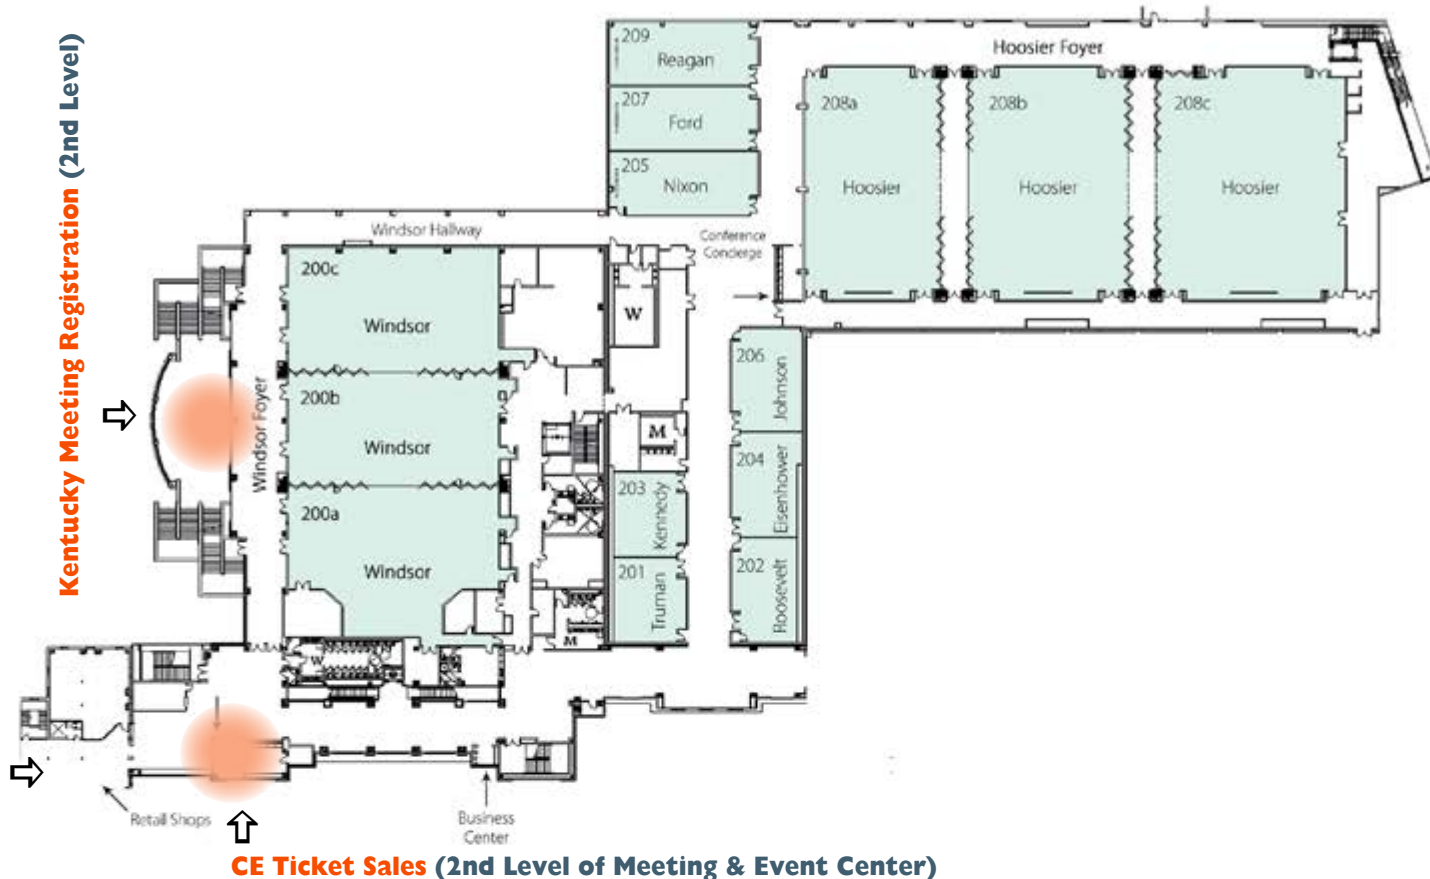 Kentucky Meeting Registration (2nd Level)
209
Reagan
207
Ford
205
Nixon
Hoosier Foyer
208a
Hoosier
208b
Hoosier
208c
Hoosier
Windsor Hallway
Conference
Concierge
200c
Windsor
200b
Windsor
200a
Windsor
Windsor Foyer
W
M
206
Johnson
204
Eisenhower
202
Roosevelt
203
Kennedy
201
Truman
W
M
Retail Shops
Business
Center
CE Ticket Sales (2nd Level of Meeting & Event Center)